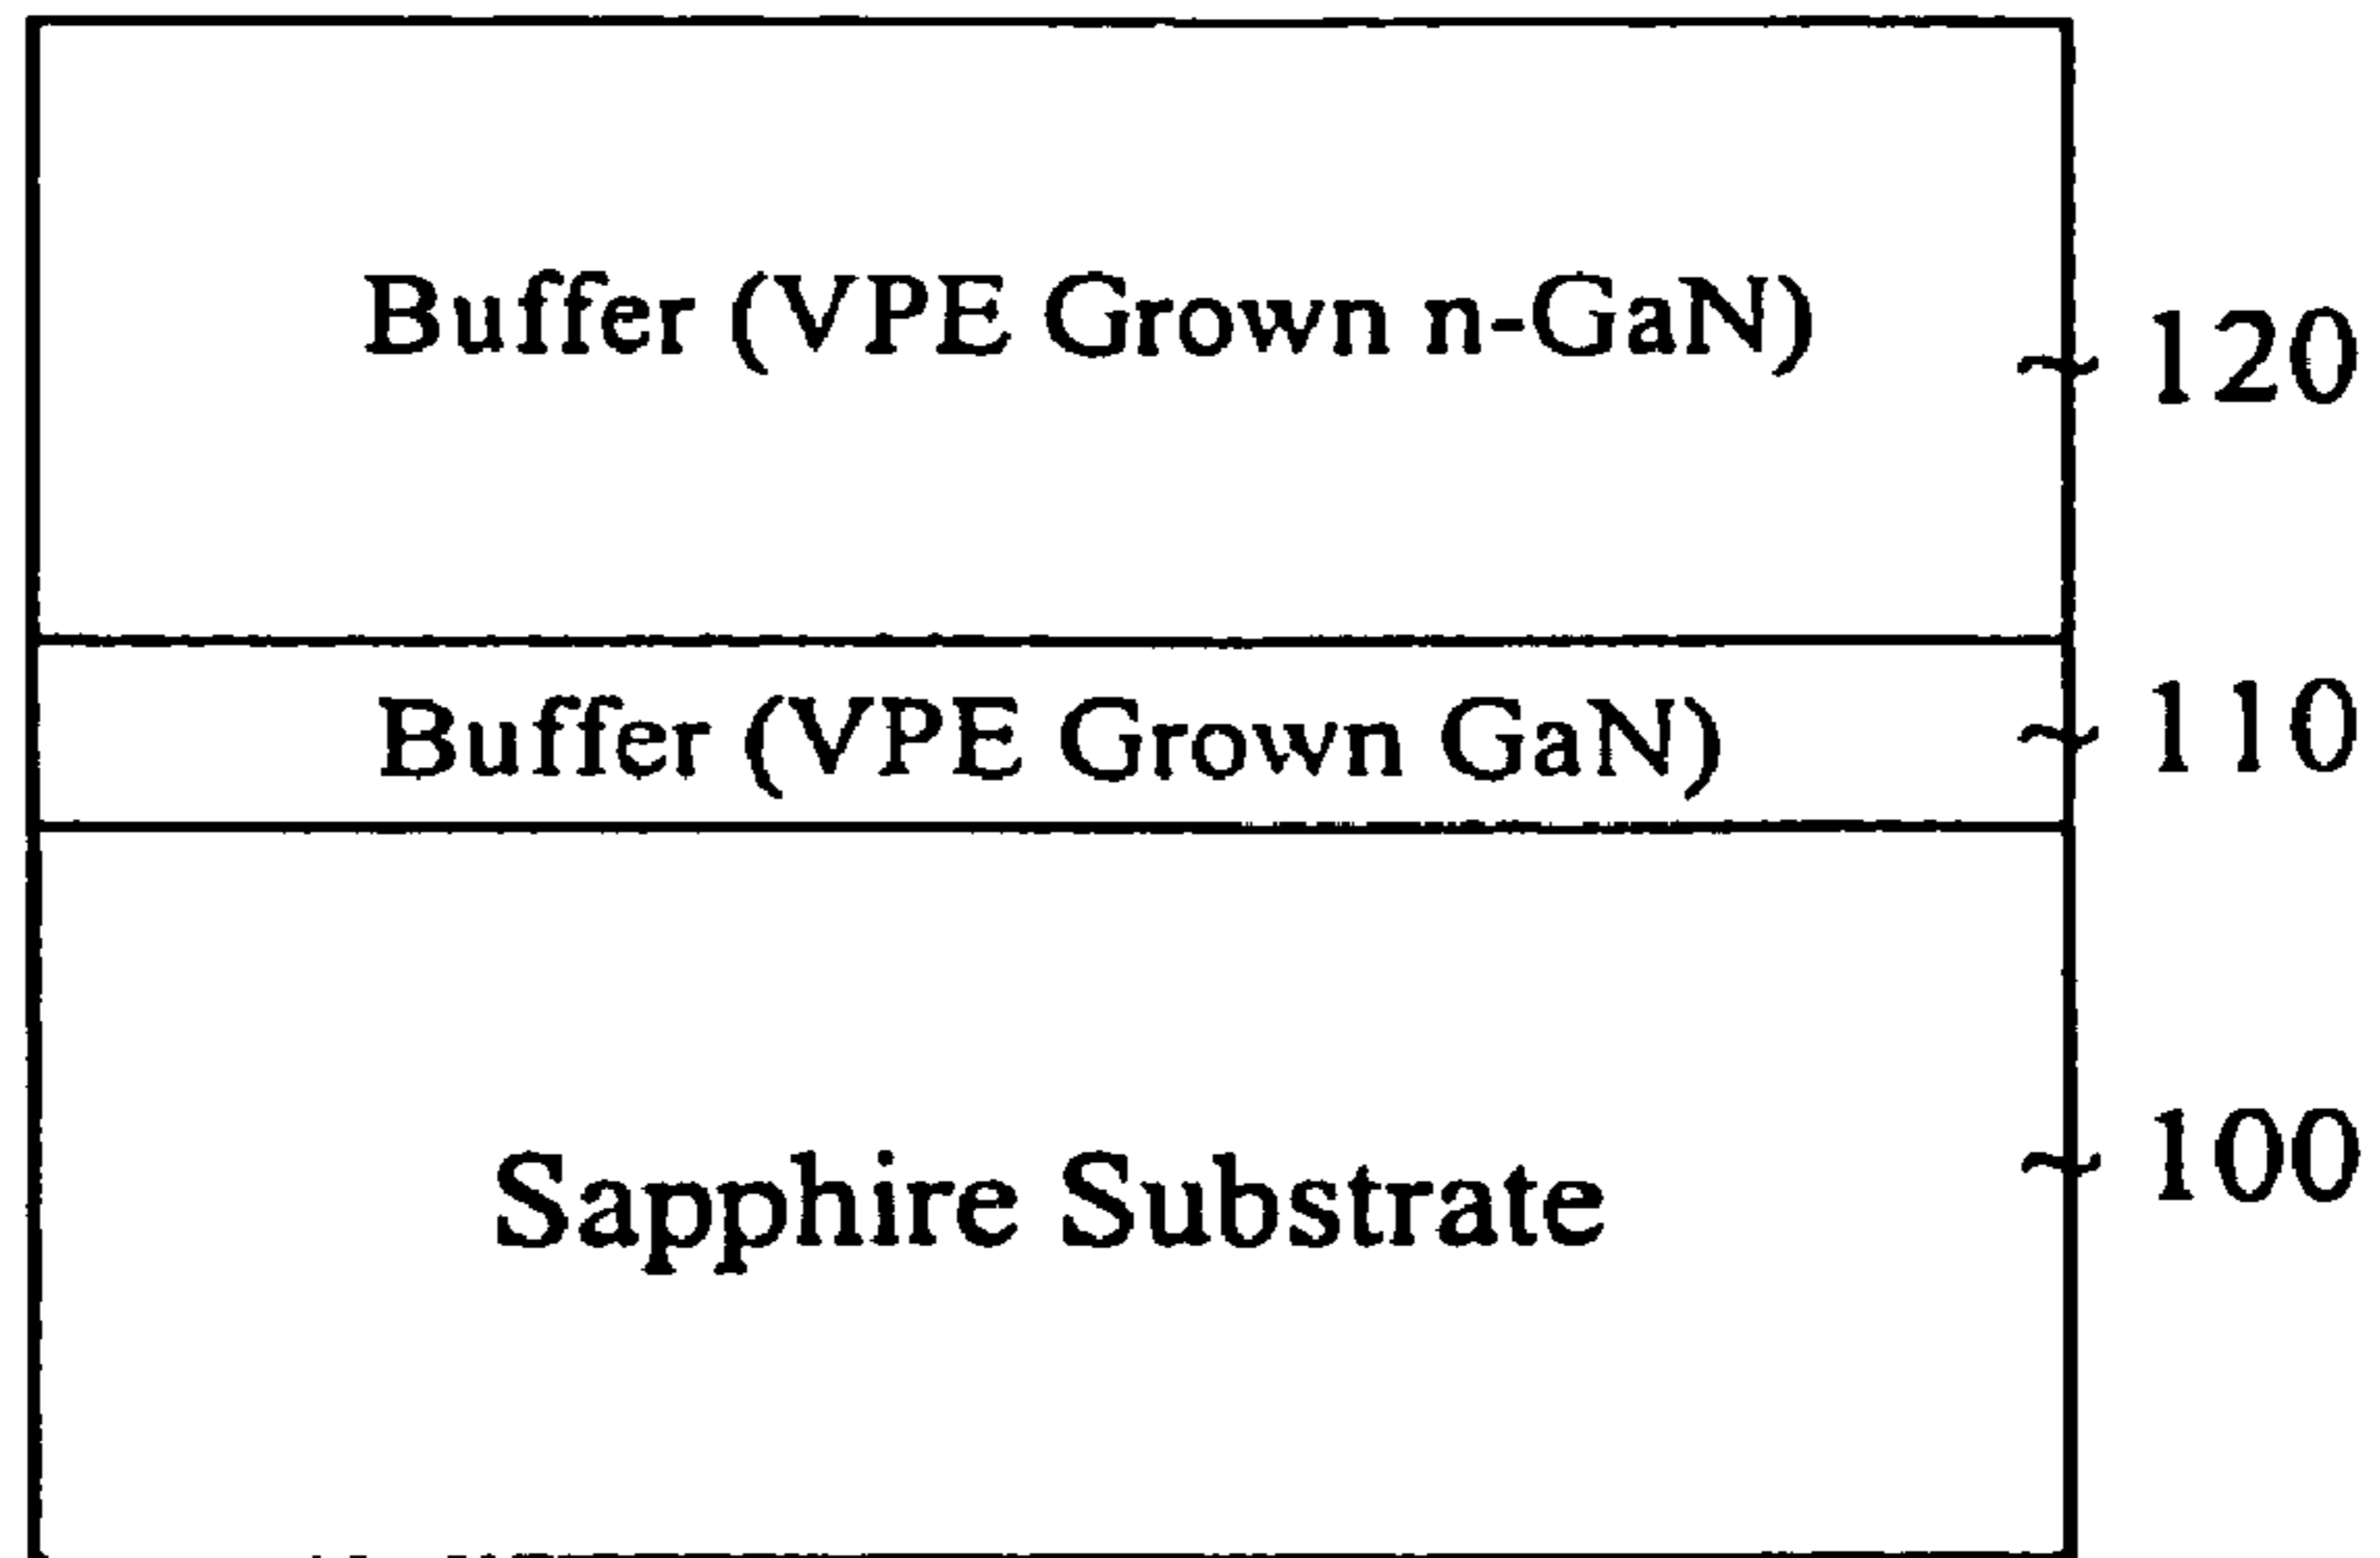 Buffer (VPE Grown n-GaN)
120
Buffer (VPE Grown GaN)
110
Sapphire Substrate
100